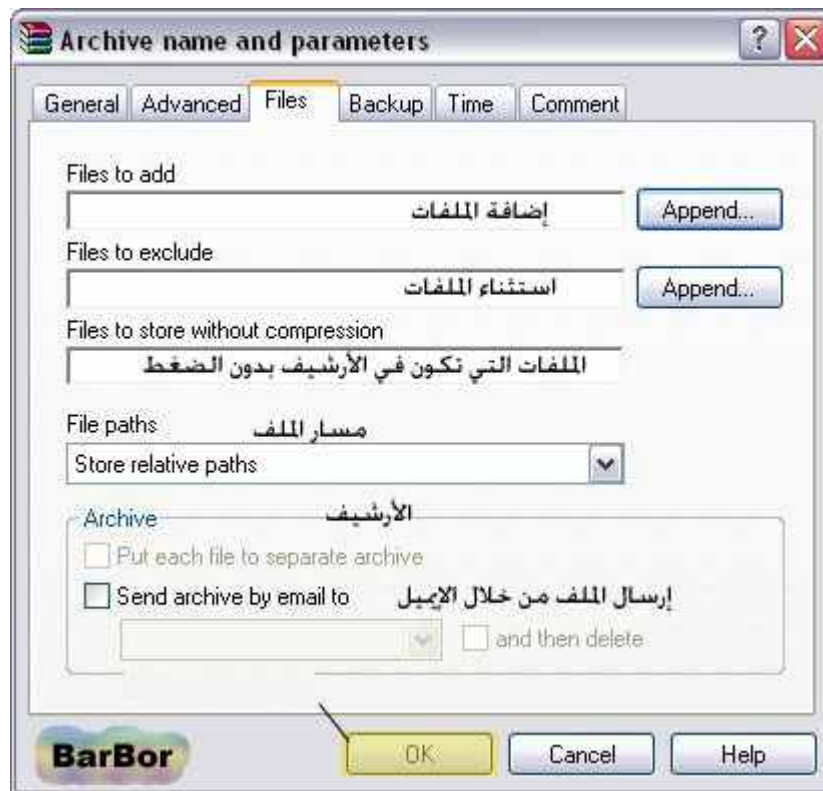 Archive name and parameters
General Advanced Files Backup Time Comment
Files to add
إضافة الملفات Append...
Files to exclude
استثناء الملفات Append...
Files to store without compression
الملفات التي تكون في الأرشيف بدون الضغط
File paths مسار الملف
Store relative paths
Archive الأرشيف
Put each file to separate archive
Send archive by email to إرسال الملف من خلال الايميل
and then delete
BarBor OK Cancel Help